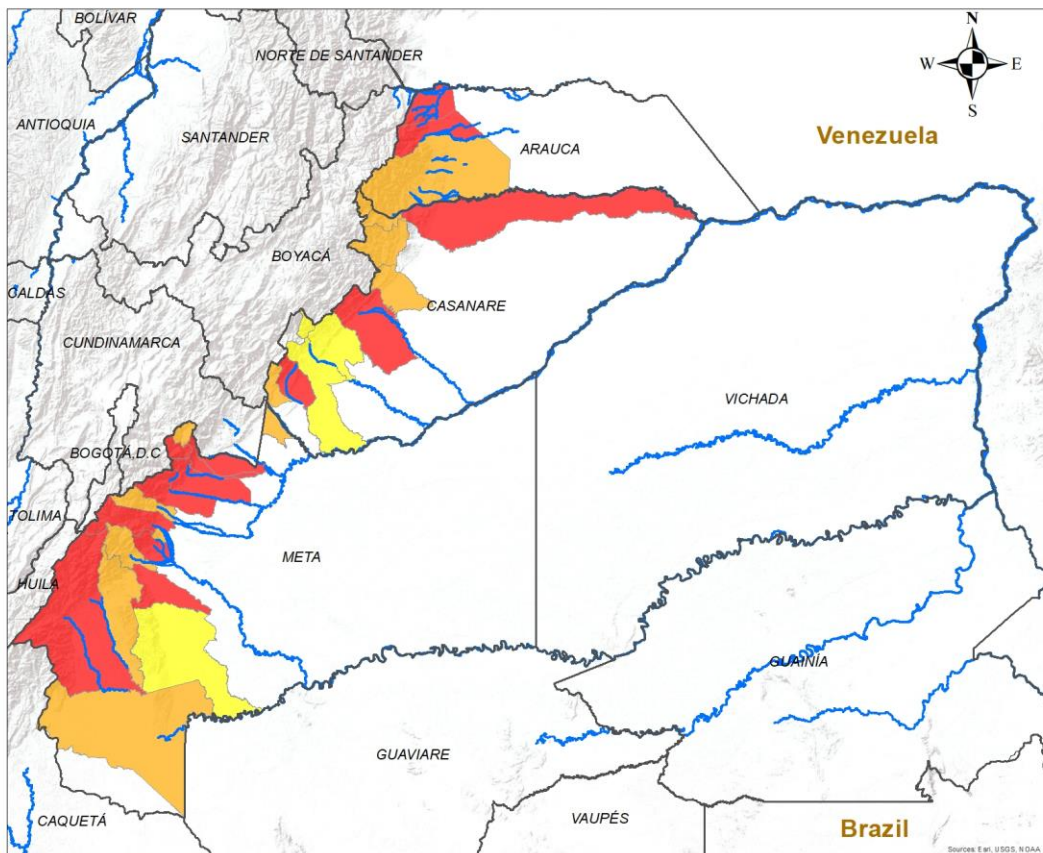 BOLÍVAR
NORTE DE SANTANDER
N
W
E
S
ANTIOQUIA
SANTANDER
ARAUCA
Venezuela
BOYACÁ
CALDAS
CASANARE
CUNDINAMARCA
VICHADA
BOGOTÁ,D.C
TOLIMA
META
HUILA
GUAINÍA
GUAVIARE
CAQUETÁ
VAUPÉS
Brazil
Sources: Esri, USGS, NOAA